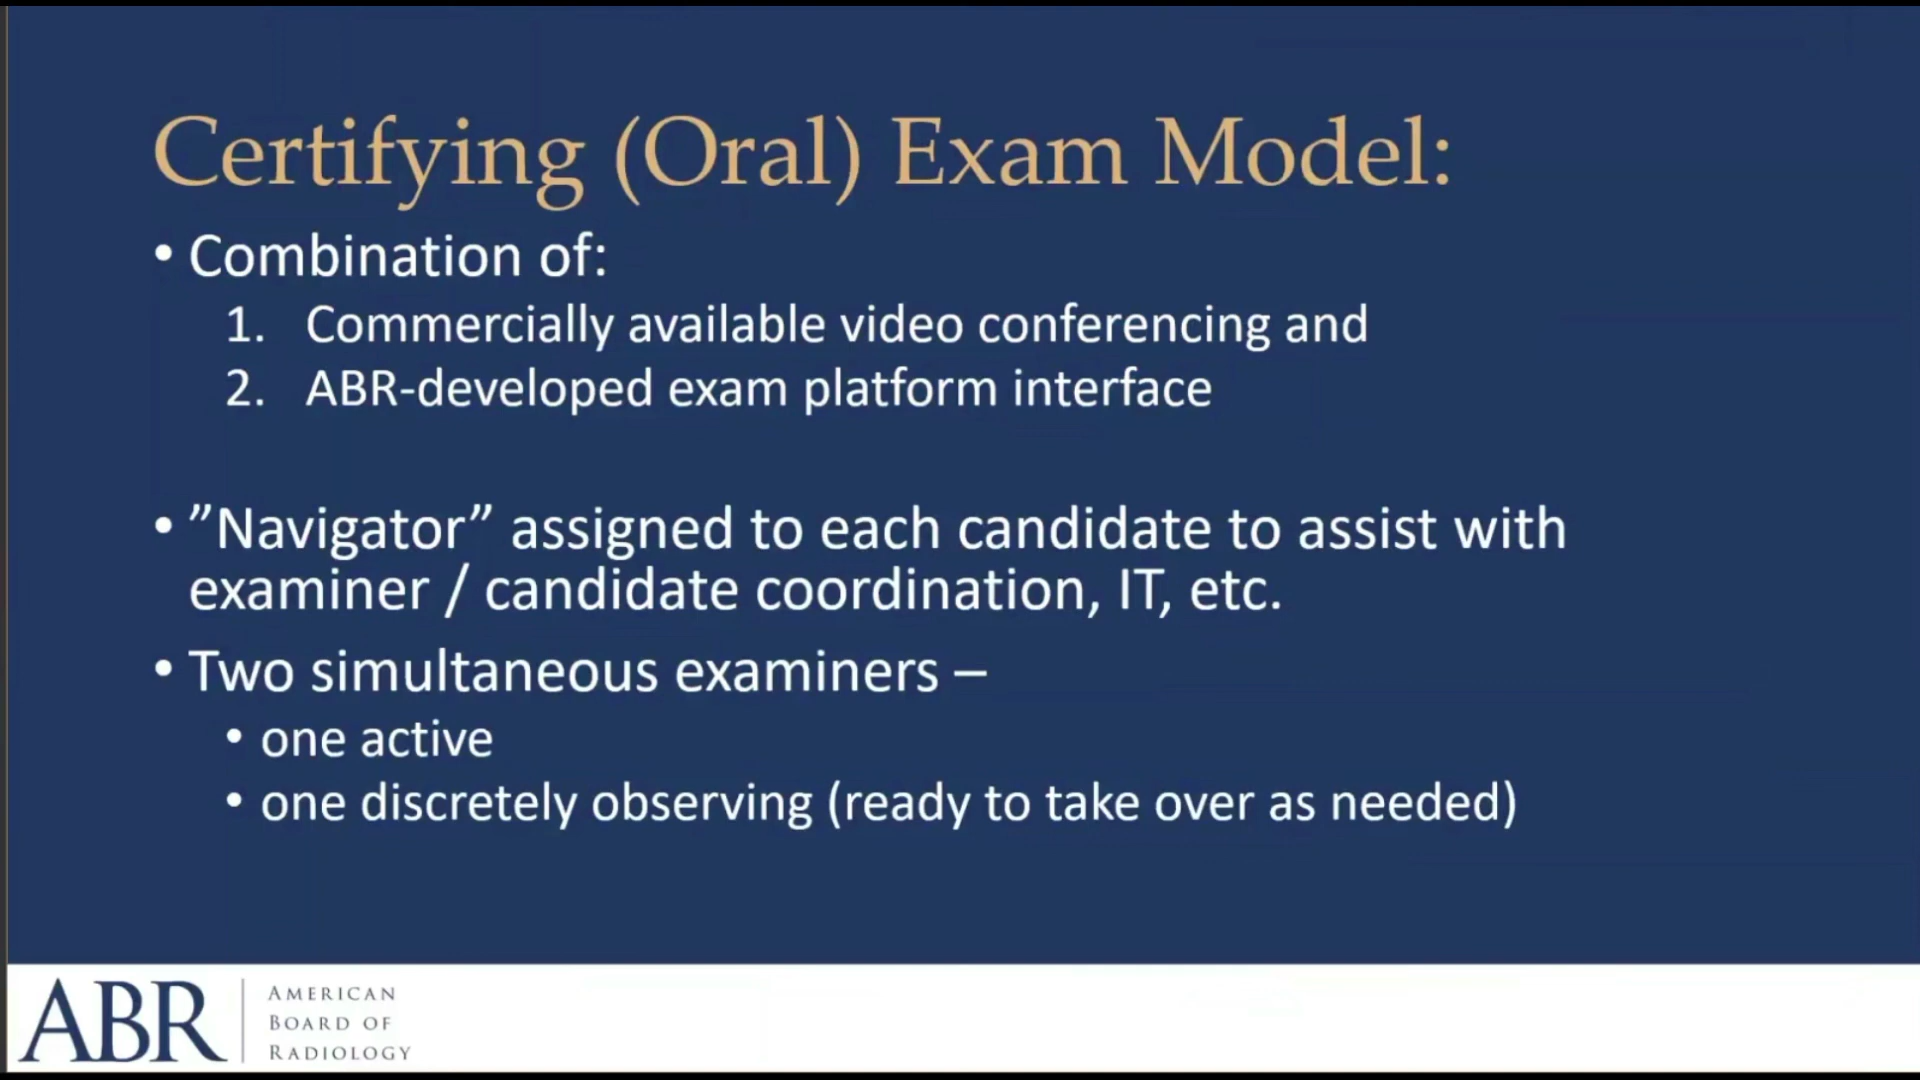 Certifying (Oral) Exam Model:
• Combination of:
1. Commercially available video conferencing and
2. ABR-developed exam platform interface
• ”Navigator” assigned to each candidate to assist with
examiner / candidate coordination, IT, etc.
• Two simultaneous examiners –
• one active
• one discretely observing (ready to take over as needed)
ABR
AMERICAN
BOARD OF
RADIOLOGY